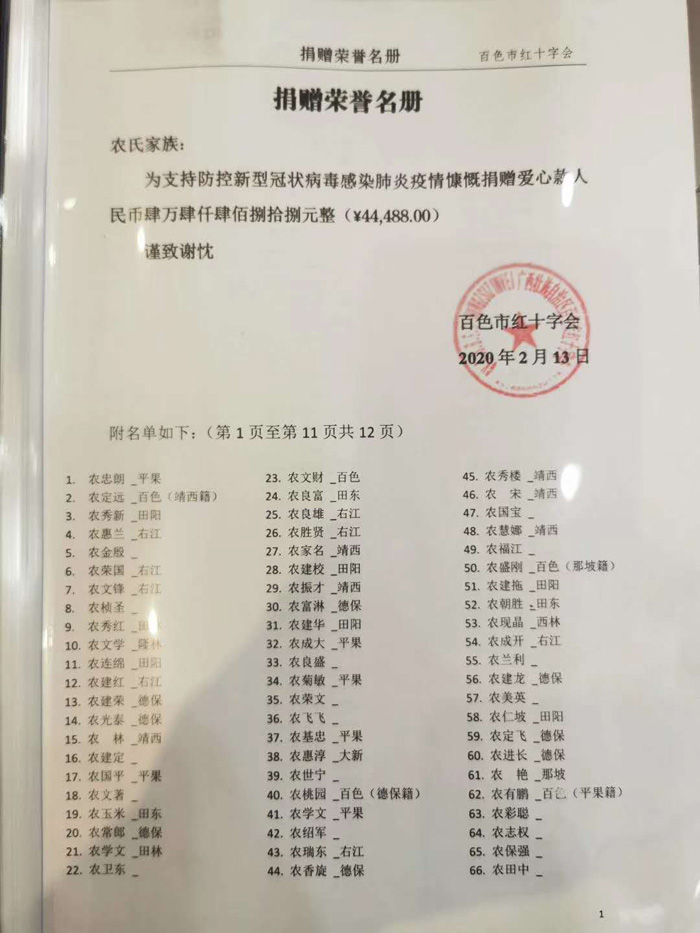 捐赠荣誉名册 百色市红十字会
捐赠荣誉名册
农氏家族：
为支持防控新型冠状病毒感染肺炎疫情慷慨捐赠爱心款人
民币肆万肆仟肆佰捌拾捌元整（¥44,488.00）
谨致谢忱
百色市红十字会
2020 年 2 月 13 日
附名单如下：（第 1 页至第 11 页共 12 页）
1. 农忠朗 _平果
2. 农定远 _百色（靖西籍）
3. 农秀新 _田阳
4. 农惠兰 _右江
5. 农金殷 _
6. 农荣国 _右江
7. 农文锋 _右江
8. 农桢圣 _
9. 农秀红 _田
10. 农文学 _隆林
11. 农连绵 _田阳
12. 农建红 _右江
13. 农建荣 _德保
14. 农光泰 _德保
15. 农 林 _靖西
16. 农建定 _
17. 农国平 _平果
18. 农文著 _
19. 农玉米 _田东
20. 农常郎 _德保
21. 农学文 _田林
22. 农卫东 _
23. 农文财 _百色
24. 农良富 _田东
25. 农良雄 _右江
26. 农胜贤 _右江
27. 农家名 _靖西
28. 农建校 _田阳
29. 农振才 _靖西
30. 农富淋 _德保
31. 农建华 _田阳
32. 农成大 _平果
33. 农良盛 _
34. 农菊敏 _平果
35. 农荣文 _
36. 农飞飞 _
37. 农基忠 _平果
38. 农惠淳 _大新
39. 农世宁 _
40. 农桃园 _百色（德保籍）
41. 农学文 _平果
42. 农绍军 _
43. 农瑞东 _右江
44. 农香旋 _德保
45. 农秀楼 _靖西
46. 农 宋 _靖西
47. 农国宝 _
48. 农慧娜 _靖西
49. 农福江 _
50. 农盛刚 _百色（那坡籍）
51. 农建拖 _田阳
52. 农朝胜 _田东
53. 农现晶 _西林
54. 农成开 _右江
55. 农兰利 _
56. 农建龙 _德保
57. 农美英 _
58. 农仁坡 _田阳
59. 农定飞 _德保
60. 农进长 _德保
61. 农 艳 _那坡
62. 农有鹏 _百色（平果籍）
63. 农彩聪 _
64. 农志权 _
65. 农保强 _
66. 农田中 _
1